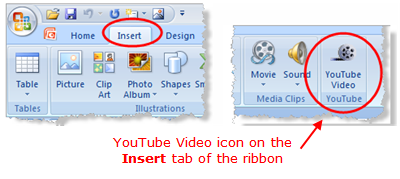 Home Insert Design
Table Picture Clip Art Photo Album Shapes
Tables Illustrations
Movie Sound YouTube Video
Media Clips YouTube
YouTube Video icon on the
Insert tab of the ribbon